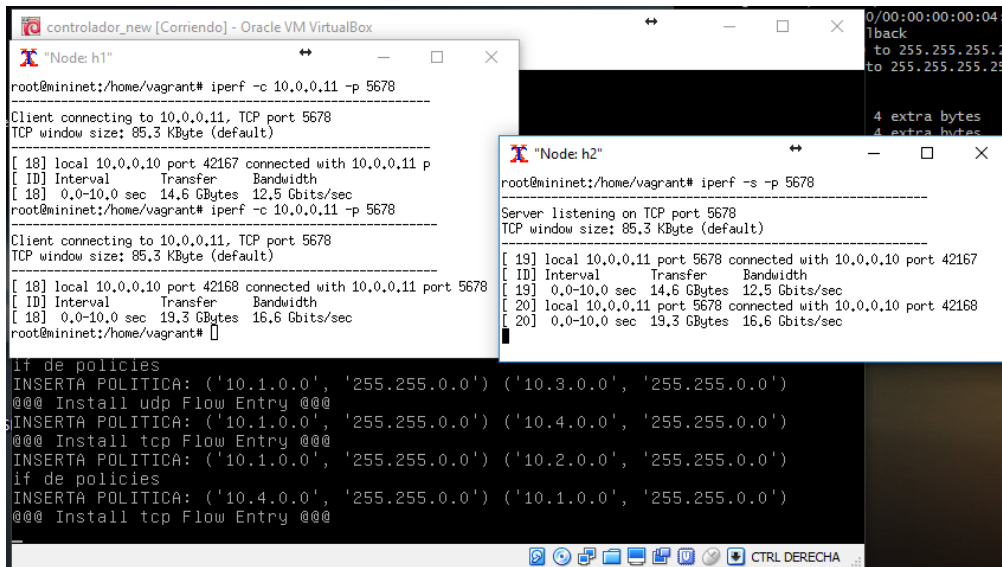 controlador_new [Corriendo] - Oracle VM VirtualBox
0/00:00:00:00:04:
lback
to 255.255.255.2
to 255.255.255.25
4 extra bytes
4 extra bytes
"Node: h1"
root@mininet:/home/vagrant# iperf -c 10.0.0.11 -p 5678
------------------------------------------------------------
Client connecting to 10.0.0.11, TCP port 5678
TCP window size: 85.3 KByte (default)
------------------------------------------------------------
[ 18] local 10.0.0.10 port 42167 connected with 10.0.0.11 p
[ ID] Interval       Transfer     Bandwidth
[ 18]  0.0-10.0 sec  14.6 GBytes  12.5 Gbits/sec
root@mininet:/home/vagrant# iperf -c 10.0.0.11 -p 5678
------------------------------------------------------------
Client connecting to 10.0.0.11, TCP port 5678
TCP window size: 85.3 KByte (default)
------------------------------------------------------------
[ 18] local 10.0.0.10 port 42168 connected with 10.0.0.11 port 5678
[ ID] Interval       Transfer     Bandwidth
[ 18]  0.0-10.0 sec  19.3 GBytes  16.6 Gbits/sec
root@mininet:/home/vagrant#
"Node: h2"
root@mininet:/home/vagrant# iperf -s -p 5678
------------------------------------------------------------
Server listening on TCP port 5678
TCP window size: 85.3 KByte (default)
------------------------------------------------------------
[ 19] local 10.0.0.11 port 5678 connected with 10.0.0.10 port 42167
[ ID] Interval       Transfer     Bandwidth
[ 19]  0.0-10.0 sec  14.6 GBytes  12.5 Gbits/sec
[ 20] local 10.0.0.11 port 5678 connected with 10.0.0.10 port 42168
[ 20]  0.0-10.0 sec  19.3 GBytes  16.6 Gbits/sec
if de policies
INSERTA POLITICA: ('10.1.0.0', '255.255.0.0') ('10.3.0.0', '255.255.0.0')
@@@ Install udp Flow Entry @@@
INSERTA POLITICA: ('10.1.0.0', '255.255.0.0') ('10.4.0.0', '255.255.0.0')
@@@ Install tcp Flow Entry @@@
INSERTA POLITICA: ('10.1.0.0', '255.255.0.0') ('10.2.0.0', '255.255.0.0')
if de policies
INSERTA POLITICA: ('10.4.0.0', '255.255.0.0') ('10.1.0.0', '255.255.0.0')
@@@ Install tcp Flow Entry @@@
CTRL DERECHA